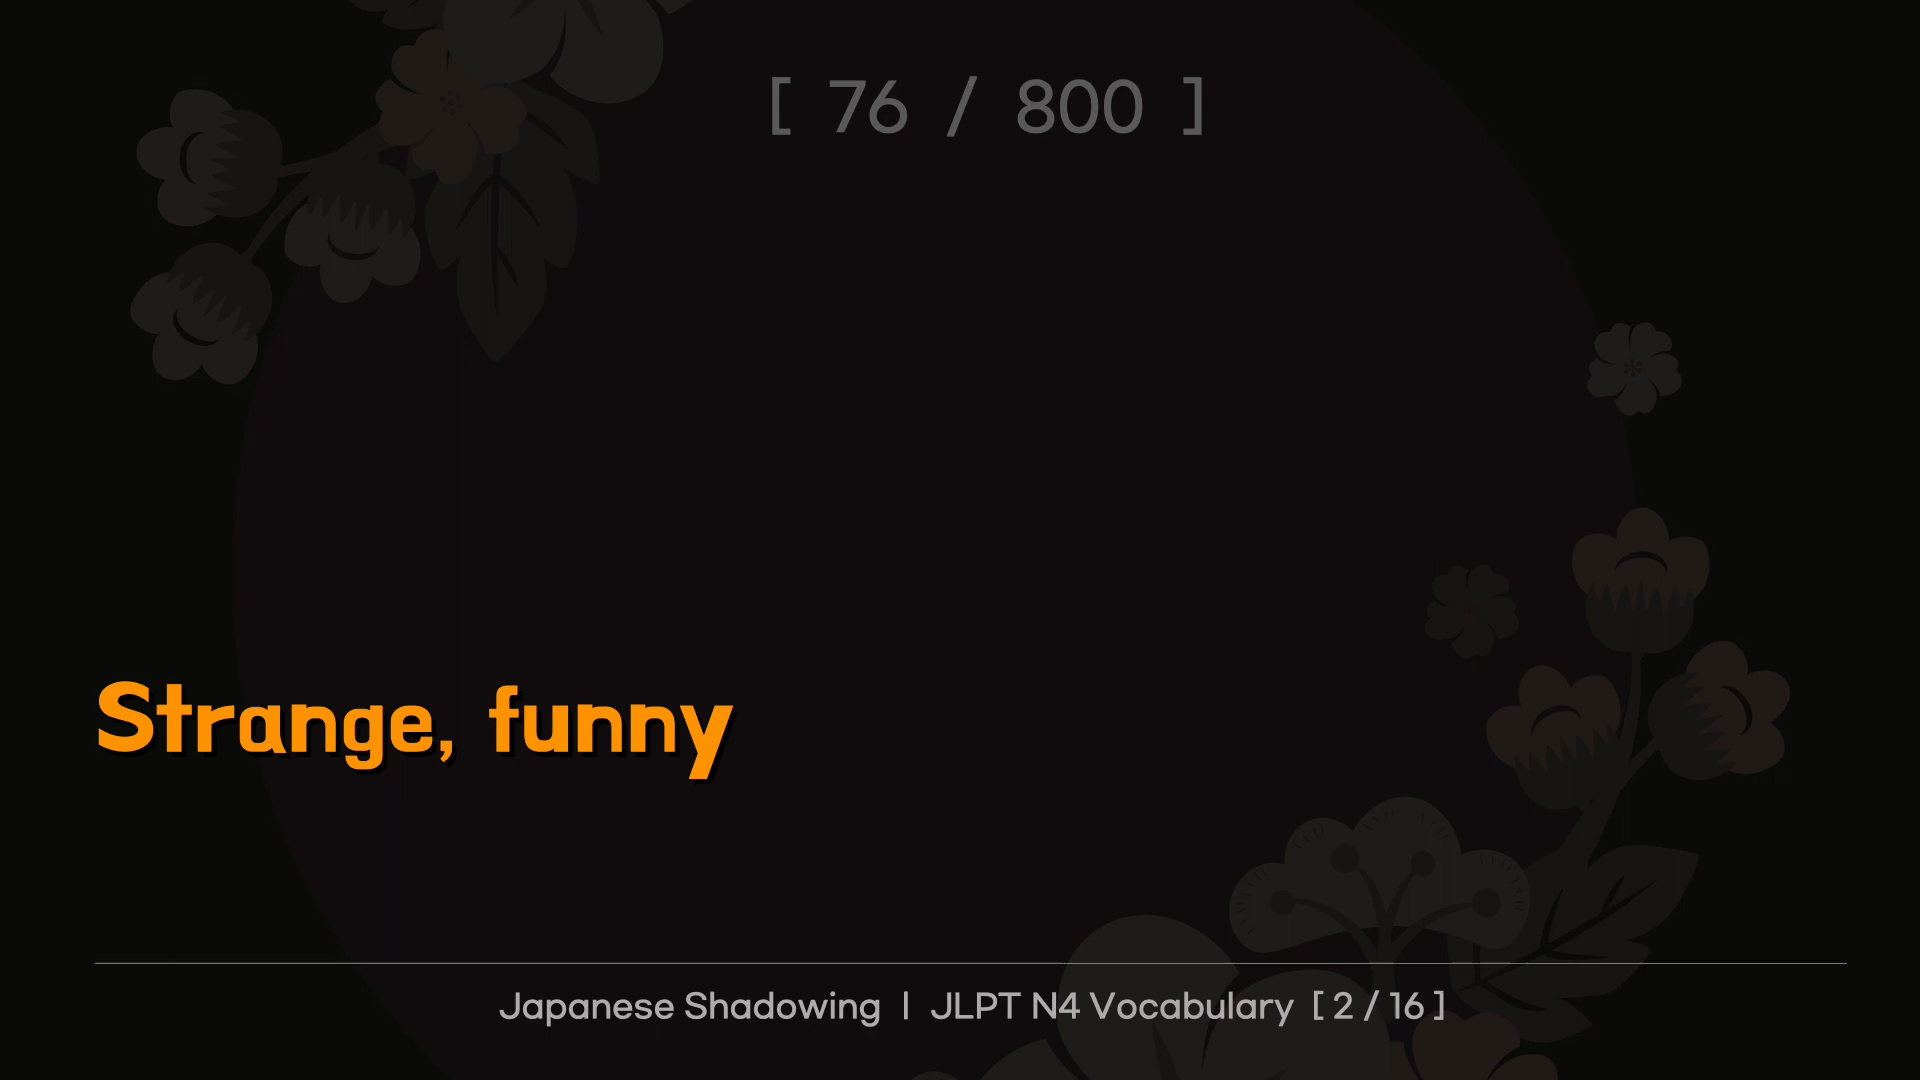 [ 76 / 800 ]
Strange, funny
Japanese Shadowing | JLPT N4 Vocabulary [ 2 / 16 ]